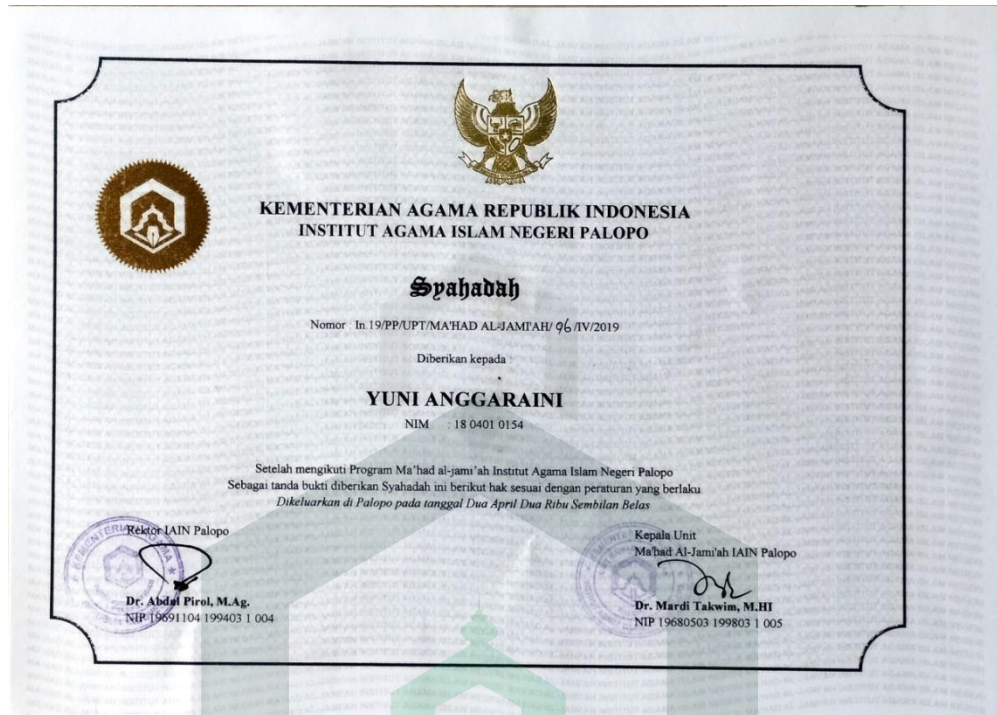 KEMENTERIAN AGAMA REPUBLIK INDONESIA
INSTITUT AGAMA ISLAM NEGERI PALOPO
Syahadah
Nomor : In.19/PP/UPT/MA'HAD AL-JAMI'AH/ 96 /IV/2019
Diberikan kepada :
YUNI ANGGARAINI
NIM : 18 0401 0154
Setelah mengikuti Program Ma'had al-jami'ah Institut Agama Islam Negeri Palopo
Sebagai tanda bukti diberikan Syahadah ini berikut hak sesuai dengan peraturan yang berlaku
Dikeluarkan di Palopo pada tanggal Dua April Dua Ribu Sembilan Belas
Rektor IAIN Palopo
Dr. Abdul Pirol, M.Ag.
NIP 19691104 199403 1 004
Kepala Unit
Ma'had Al-Jami'ah IAIN Palopo
Dr. Mardi Takwim, M.HI
NIP 19680503 199803 1 005